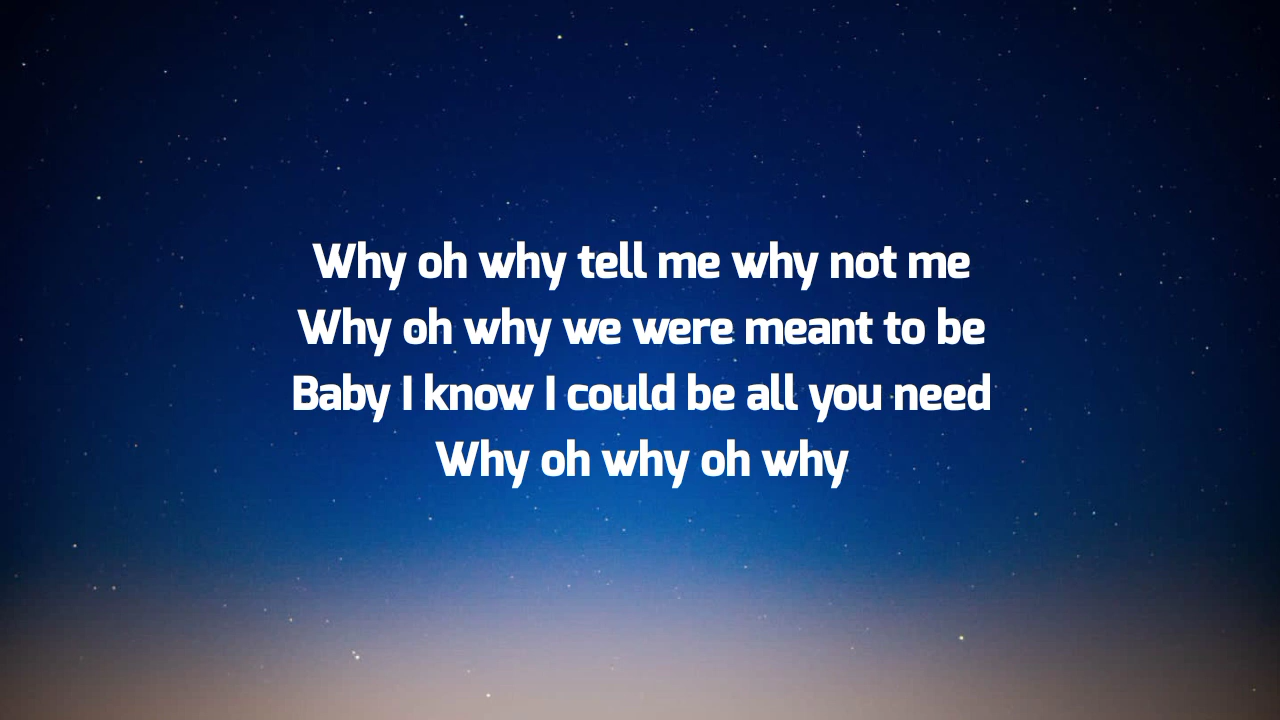 Why oh why tell me why not me
Why oh why we were meant to be
Baby I know I could be all you need
Why oh why oh why